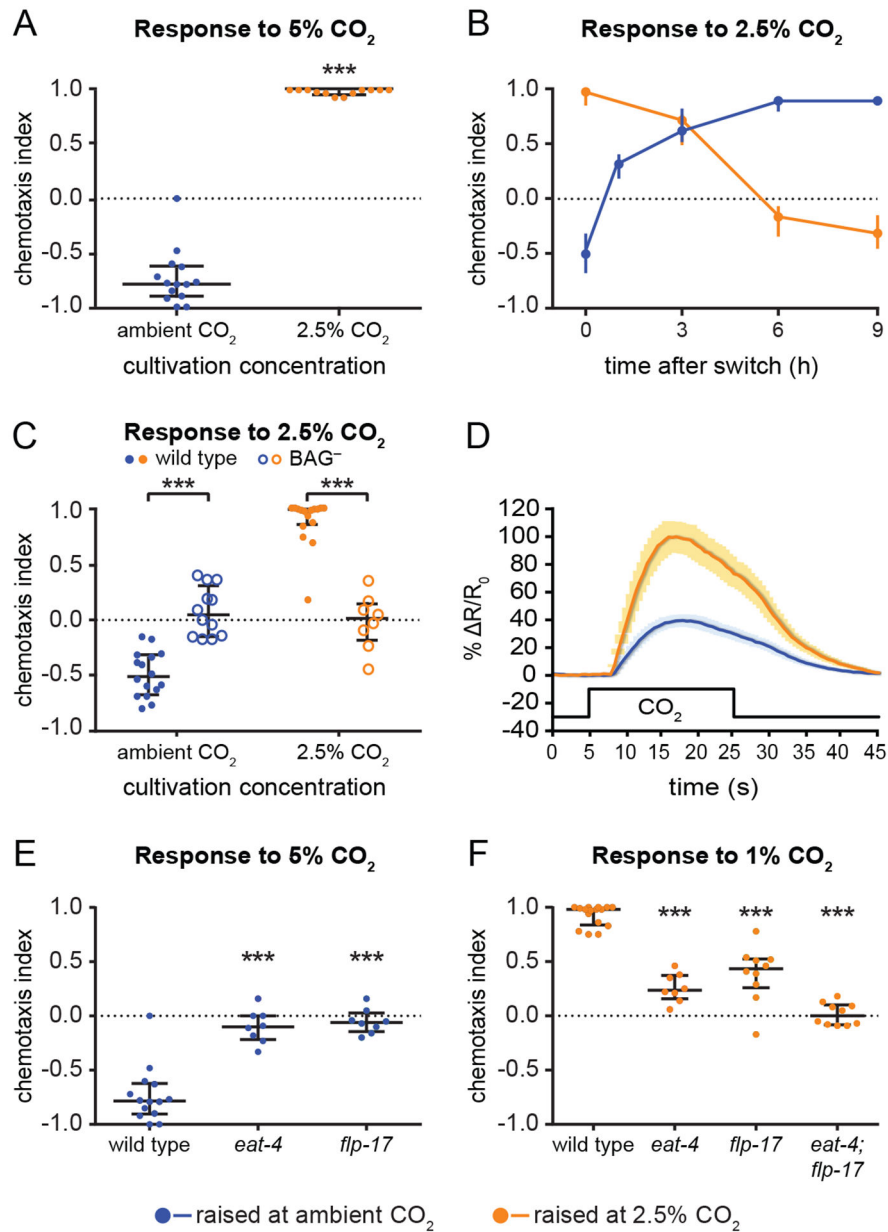 A
Response to 5% CO2
***
chemotaxis index
1.0
0.5
0.0
-0.5
-1.0
ambient CO2
2.5% CO2
cultivation concentration
B
Response to 2.5% CO2
chemotaxis index
1.0
0.5
0.0
-0.5
-1.0
0 3 6 9
time after switch (h)
C
Response to 2.5% CO2
wild type BAG–
*** ***
chemotaxis index
1.0
0.5
0.0
-0.5
-1.0
ambient CO2
2.5% CO2
cultivation concentration
D
% ΔR/R0
120
100
80
60
40
20
0
-20
-40
CO2
0 5 10 15 20 25 30 35 40 45
time (s)
E
Response to 5% CO2
*** ***
chemotaxis index
1.0
0.5
0.0
-0.5
-1.0
wild type eat-4 flp-17
F
Response to 1% CO2
*** *** ***
chemotaxis index
1.0
0.5
0.0
-0.5
-1.0
wild type eat-4 flp-17 eat-4;
flp-17
raised at ambient CO2
raised at 2.5% CO2